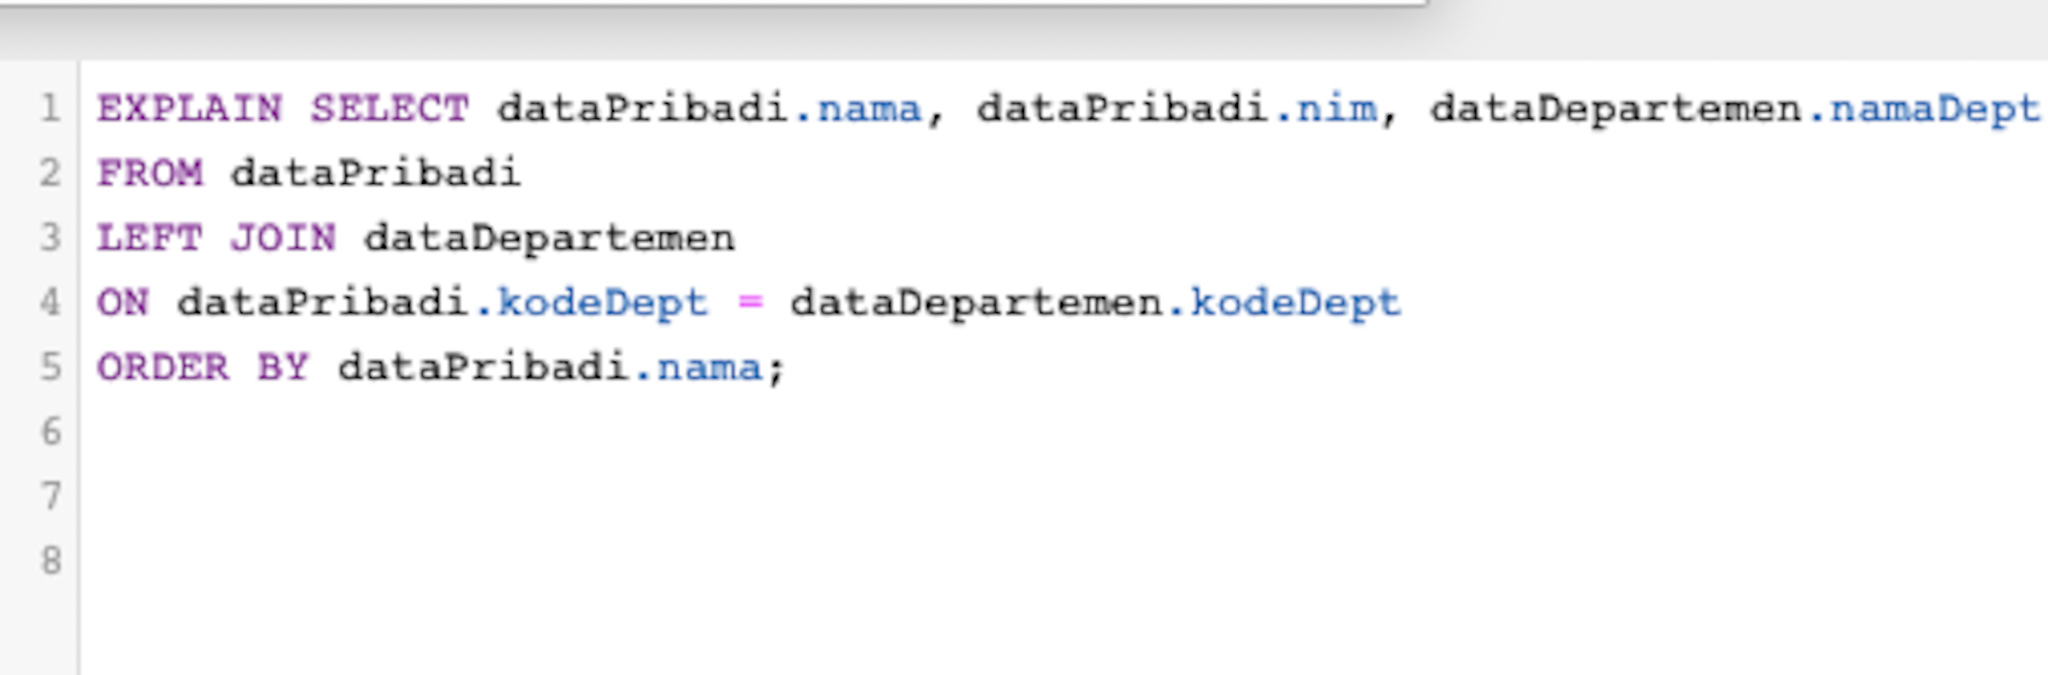 1 EXPLAIN SELECT dataPribadi.nama, dataPribadi.nim, dataDepartemen.namaDept
2 FROM dataPribadi
3 LEFT JOIN dataDepartemen
4 ON dataPribadi.kodeDept = dataDepartemen.kodeDept
5 ORDER BY dataPribadi.nama;
6
7
8